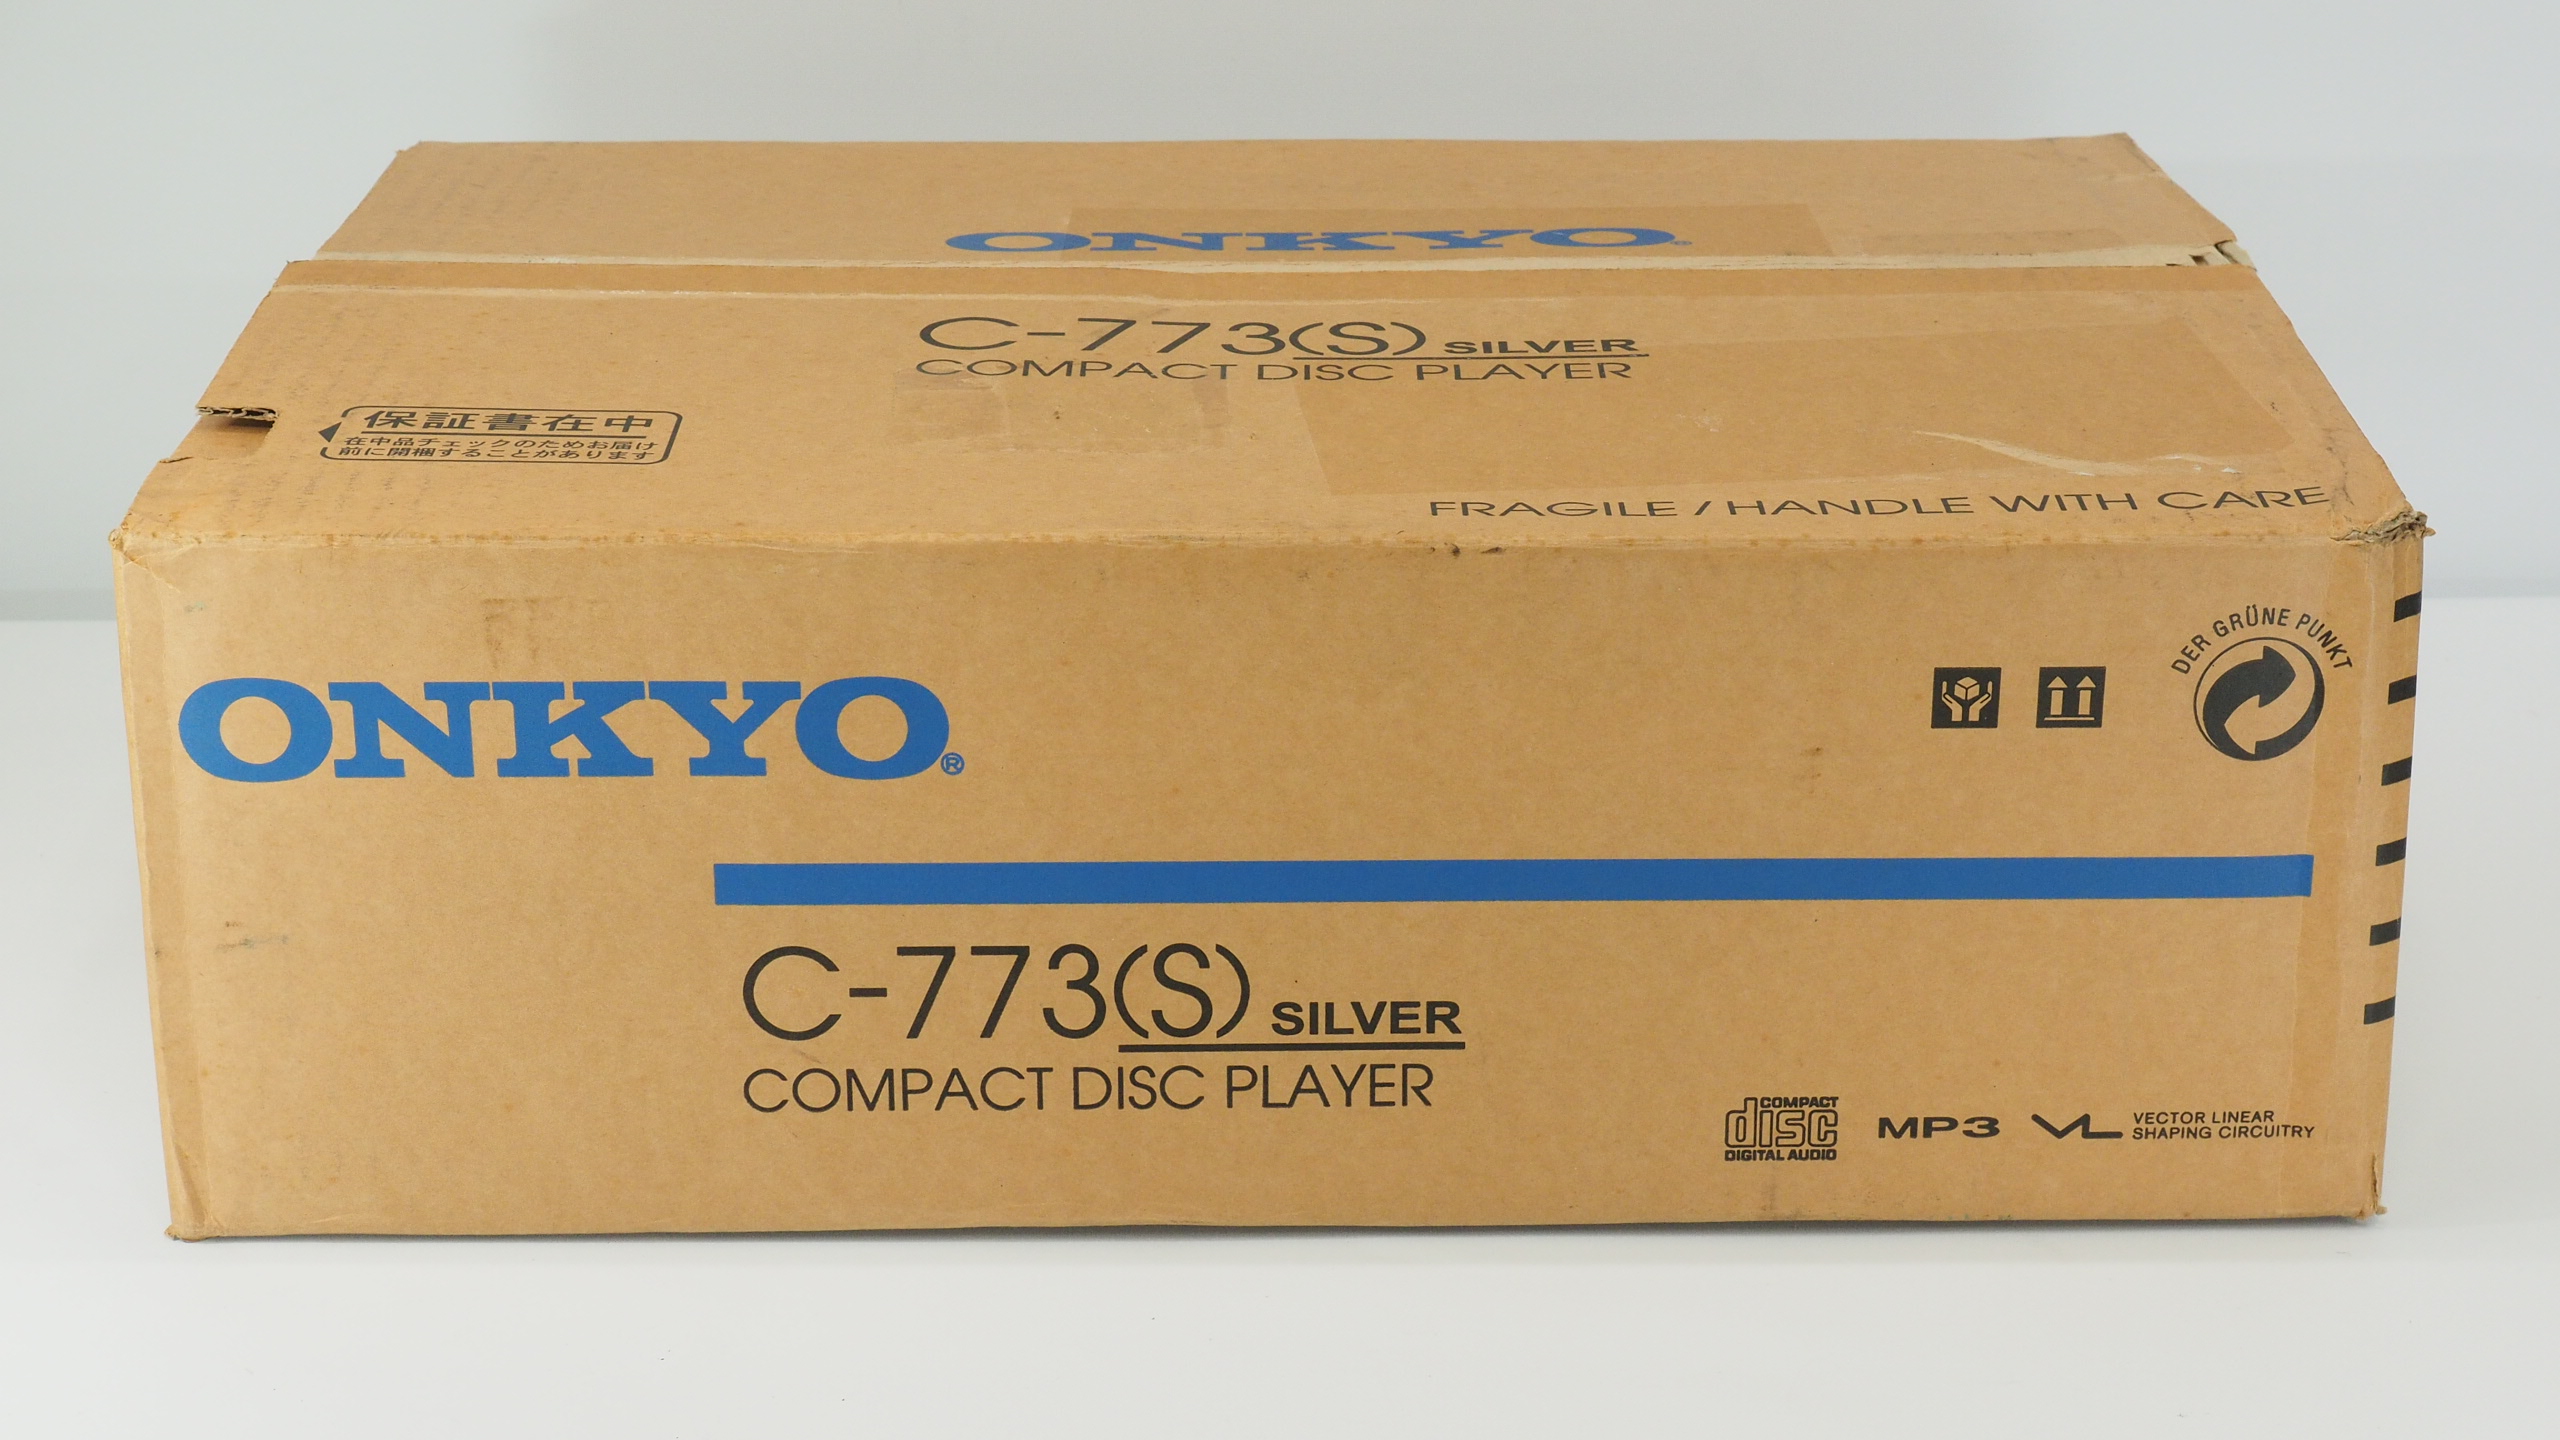 ONKYO®
C-773(S) SILVER
COMPACT DISC PLAYER
保証書在中
在中品チェックのためお届け
前に開梱することがあります
FRAGILE / HANDLE WITH CARE
DER GRÜNE PUNKT
ONKYO®
C-773(S) SILVER
COMPACT DISC PLAYER
COMPACT
disc
DIGITAL AUDIO
MP3
VL
VECTOR LINEAR
SHAPING CIRCUITRY